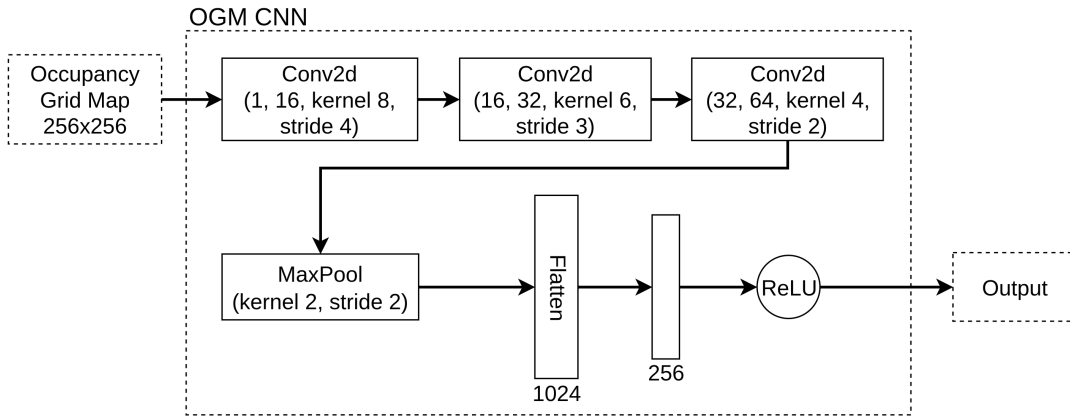 OGM CNN
Occupancy
Grid Map
256x256
Conv2d
(1, 16, kernel 8,
stride 4)
Conv2d
(16, 32, kernel 6,
stride 3)
Conv2d
(32, 64, kernel 4,
stride 2)
MaxPool
(kernel 2, stride 2)
Flatten
1024
256
ReLU
Output